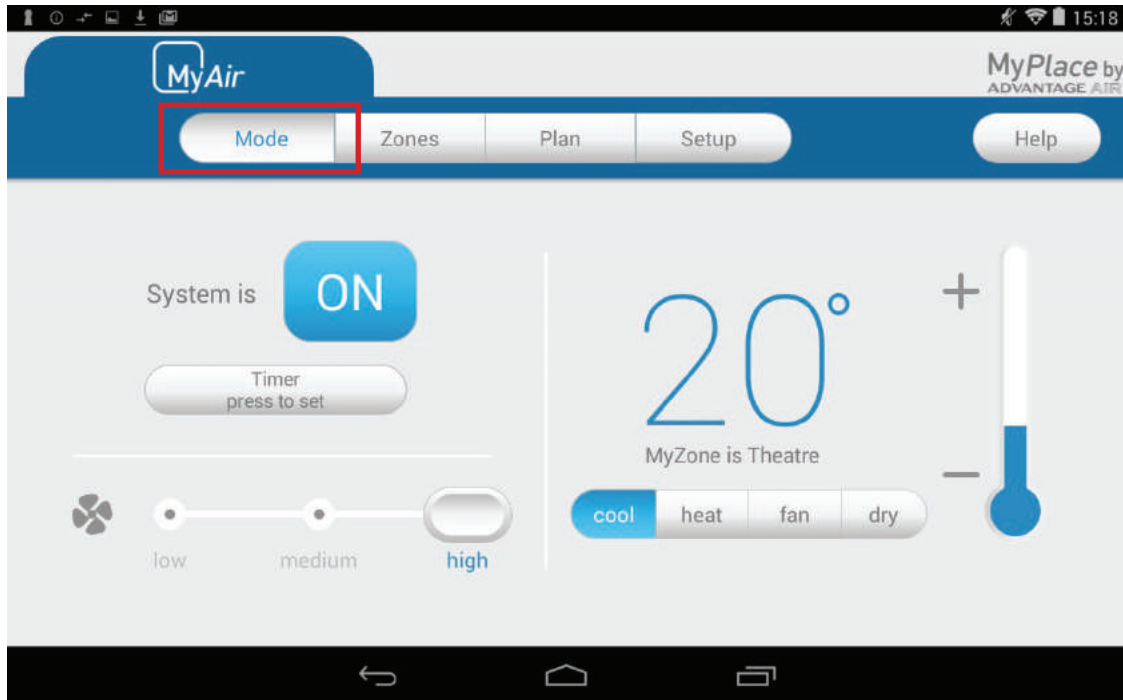 15:18
MyAir
MyPlace by
ADVANTAGE AIR
Mode Zones Plan Setup Help
System is ON
Timer
press to set
20°
MyZone is Theatre
cool heat fan dry
low medium high